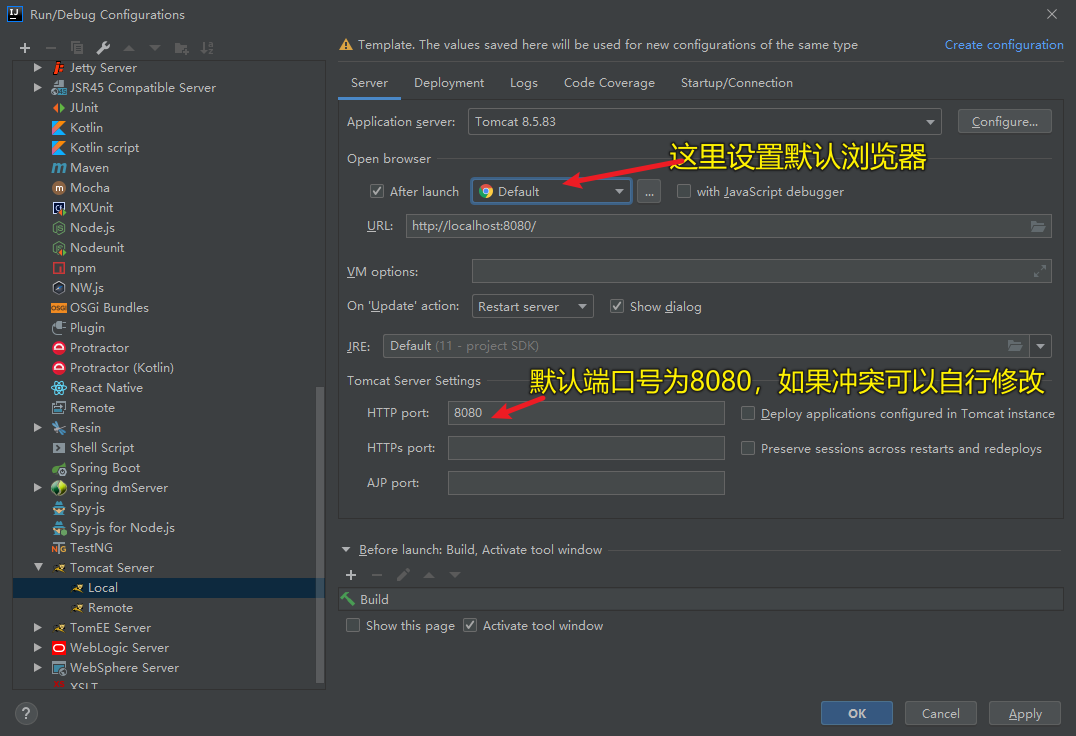 Run/Debug Configurations
Jetty Server
JSR45 Compatible Server
JUnit
Kotlin
Kotlin script
Maven
Mocha
MXUnit
Node.js
Nodeunit
npm
NW.js
OSGi Bundles
Plugin
Protractor
Protractor (Kotlin)
React Native
Remote
Resin
Shell Script
Spring Boot
Spring dmServer
Spy-js
Spy-js for Node.js
TestNG
Tomcat Server
Local
Remote
TomEE Server
WebLogic Server
WebSphere Server
XSLT
Template. The values saved here will be used for new configurations of the same type Create configuration
Server Deployment Logs Code Coverage Startup/Connection
Application server: Tomcat 8.5.83 Configure...
这里设置默认浏览器
Open browser
After launch Default ... with JavaScript debugger
URL: http://localhost:8080/
VM options:
On 'Update' action: Restart server Show dialog
JRE: Default (11 - project SDK)
Tomcat Server Settings
默认端口号为8080，如果冲突可以自行修改
HTTP port: 8080 Deploy applications configured in Tomcat instance
HTTPs port: Preserve sessions across restarts and redeploys
AJP port:
Before launch: Build, Activate tool window
Build
Show this page Activate tool window
? OK Cancel Apply